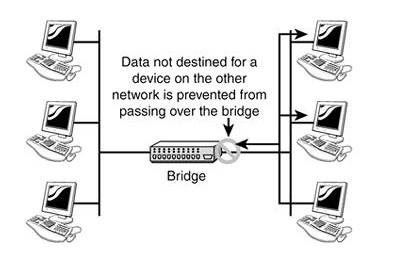 Data not destined for a
device on the other
network is prevented from
passing over the bridge
Bridge